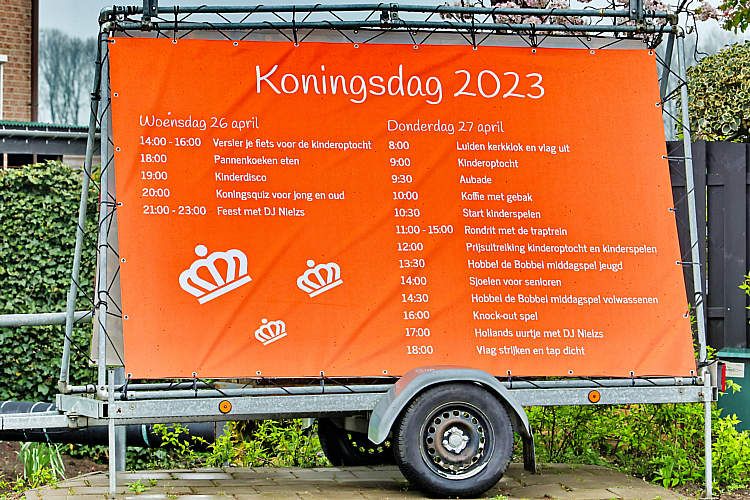 Koningsdag 2023
Woensdag 26 april
14:00 - 16:00 Versier je fiets voor de kinderoptocht
18:00 Pannenkoeken eten
19:00 Kinderdisco
20:00 Koningsquiz voor jong en oud
21:00 - 23:00 Feest met DJ Nielzs
Donderdag 27 april
8:00 Luiden kerkklok en vlag uit
9:00 Kinderoptocht
9:30 Aubade
10:00 Koffie met gebak
10:30 Start kinderspelen
11:00 - 15:00 Rondrit met de traptrein
12:00 Prijsuitreiking kinderoptocht en kinderspelen
13:30 Hobbel de Bobbel middagspel jeugd
14:00 Sjoelen voor senioren
14:30 Hobbel de Bobbel middagspel volwassenen
16:00 Knock-out spel
17:00 Hollands uurtje met DJ Nielzs
18:00 Vlag strijken en tap dicht